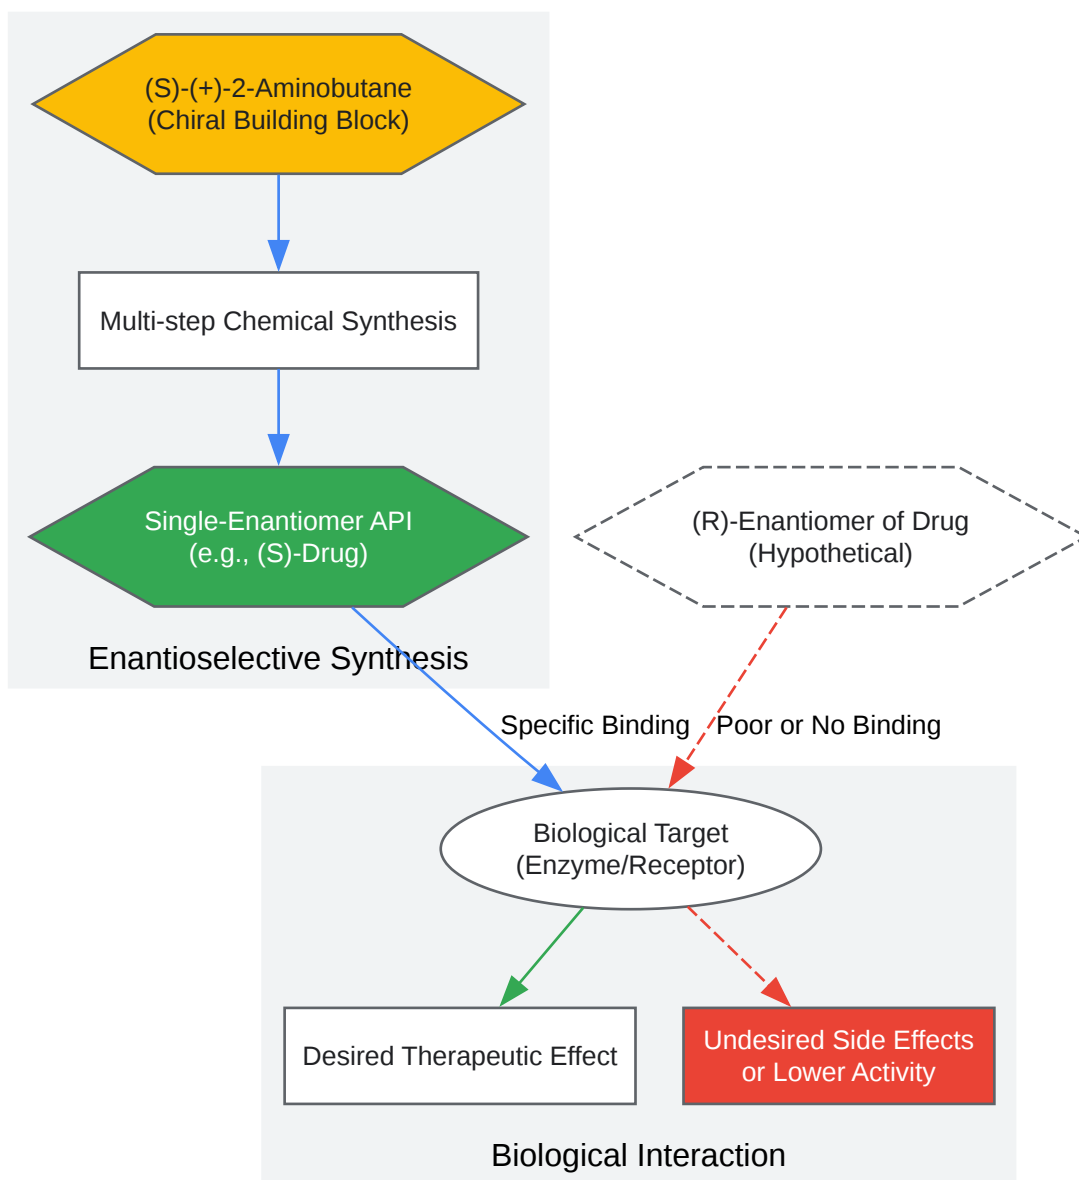 (S)-(+)-2-Aminobutane
(Chiral Building Block)
Multi-step Chemical Synthesis
Single-Enantiomer API
(e.g., (S)-Drug)
(R)-Enantiomer of Drug
(Hypothetical)
Enantioselective Synthesis
Specific Binding
Poor or No Binding
Biological Target
(Enzyme/Receptor)
Desired Therapeutic Effect
Undesired Side Effects
or Lower Activity
Biological Interaction